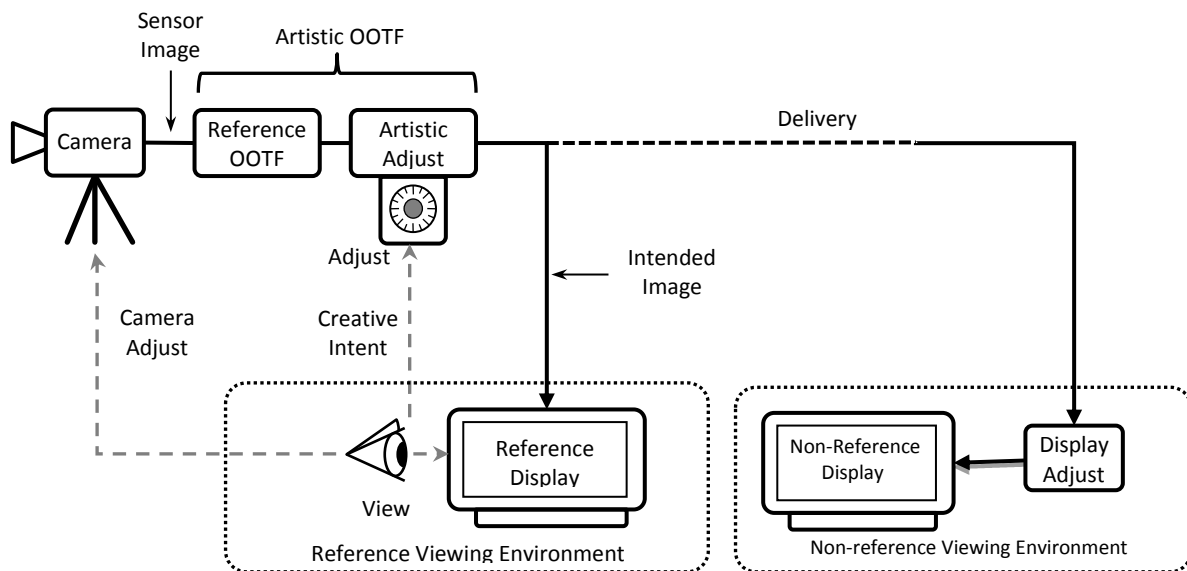 Sensor
Image
Artistic OOTF
Camera
Reference
OOTF
Artistic
Adjust
Delivery
Adjust
Intended
Image
Camera
Adjust
Creative
Intent
Reference
Display
View
Reference Viewing Environment
Non-Reference
Display
Display
Adjust
Non-reference Viewing Environment